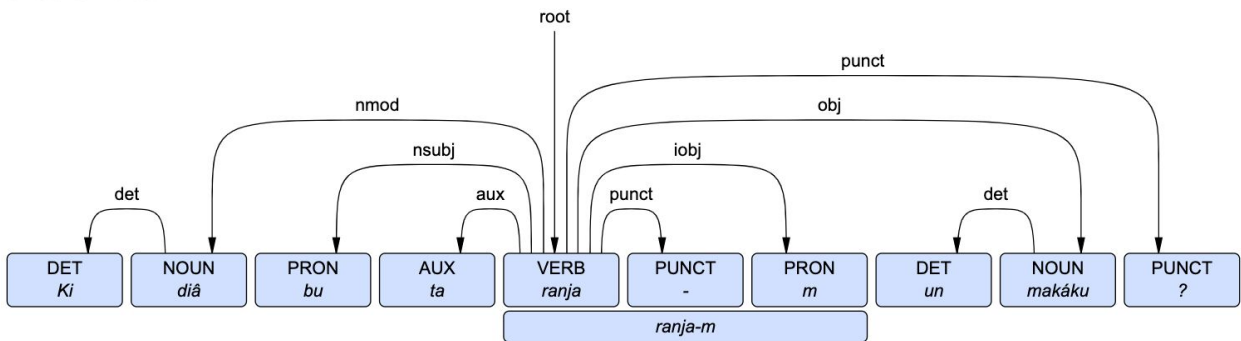 root
punct
nmod obj
nsubj iobj
det aux punct det
DET NOUN PRON AUX VERB PUNCT PRON DET NOUN PUNCT
Ki diâ bu ta ranja - m un makáku ?
ranja-m